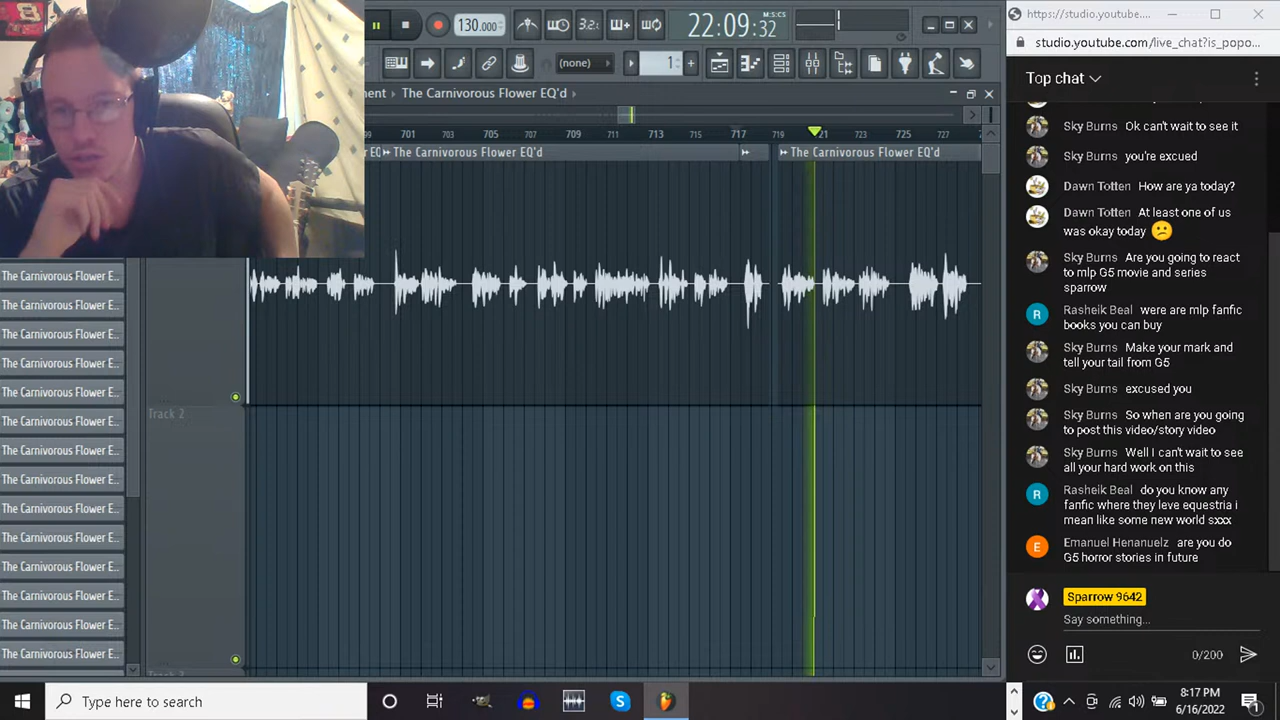 130.000
3.2.
22:09:32
M:S:CS
https://studio.youtube....
studio.youtube.com/live_chat?is_popo...
(none)
1
ment › The Carnivorous Flower EQ'd ›
Top chat
701 703 705 707 709 711 713 715 717 719 21 723 725 727
The Carnivorous Flower EQ'd
The Carnivorous Flower EQ'd
Sky Burns Ok can't wait to see it
Sky Burns you're excued
Dawn Totten How are ya today?
Dawn Totten At least one of us
was okay today
Sky Burns Are you going to
react to
mlp G5 movie and series
sparrow
Rasheik Beal were are mlp fanfic
books you can buy
Sky Burns Make your mark and
tell your tail from G5
Sky Burns excused you
Sky Burns So when are you going
to post this video/story video
Sky Burns Well I can't wait to see
all your hard work on this
Rasheik Beal do you know any
fanfic where they leve equestria i
mean like some new world sxxx
Emanuel Henanuelz are you do
G5 horror stories in future
Sparrow 9642
Say something...
0/200
The Carnivorous Flower E..
The Carnivorous Flower E..
The Carnivorous Flower E..
The Carnivorous Flower E..
The Carnivorous Flower E..
The Carnivorous Flower E..
The Carnivorous Flower E..
The Carnivorous Flower E..
The Carnivorous Flower E..
The Carnivorous Flower E..
The Carnivorous Flower E..
The Carnivorous Flower E..
The Carnivorous Flower E..
The Carnivorous Flower E..
Track 2
Type here to search
8:17 PM
6/16/2022